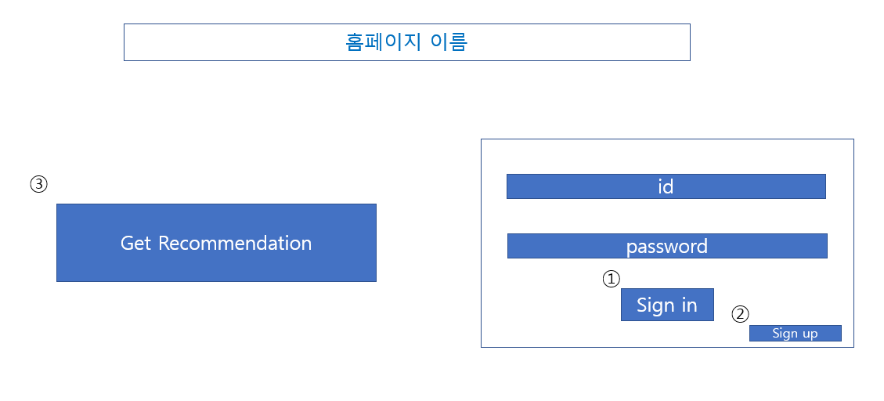 홈페이지 이름
③
Get Recommendation
id
password
①
Sign in
②
Sign up